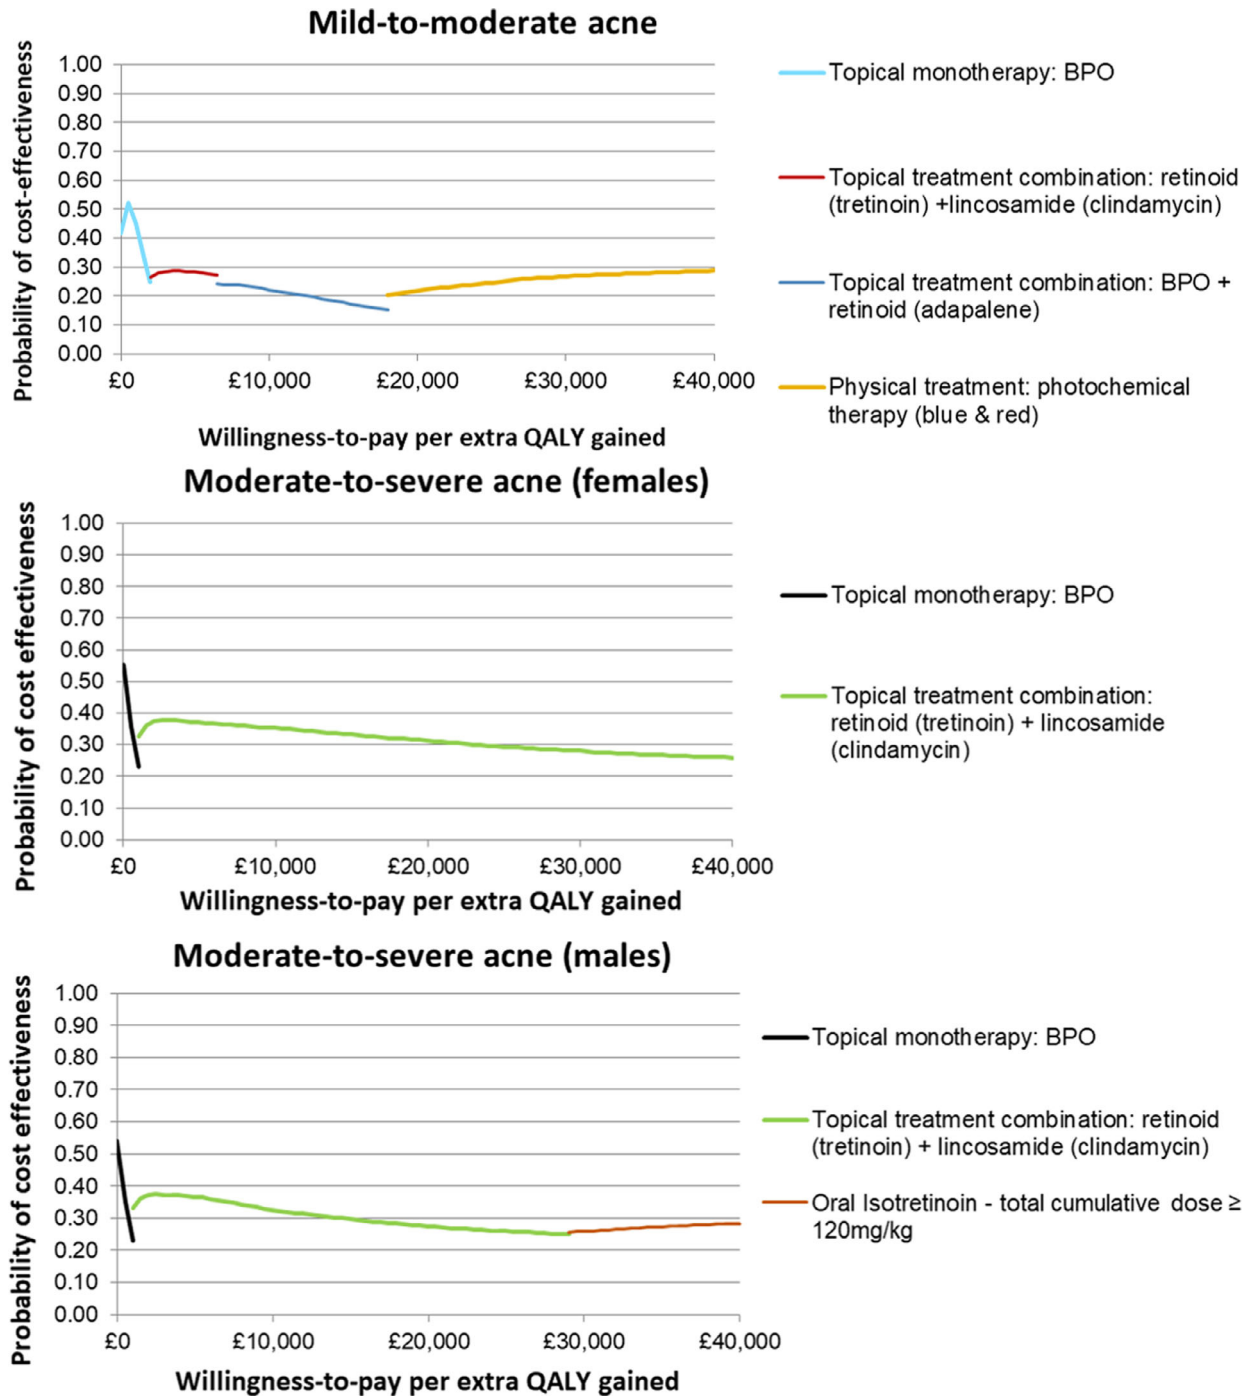 Mild-to-moderate acne
Probability of cost-effectiveness
1.00
0.90
0.80
0.70
0.60
0.50
0.40
0.30
0.20
0.10
0.00
£0
£10,000
£20,000
£30,000
£40,000
Willingness-to-pay per extra QALY gained
Topical monotherapy: BPO
Topical treatment combination: retinoid
(tretinoin) +lincosamide (clindamycin)
Topical treatment combination: BPO +
retinoid (adapalene)
Physical treatment: photochemical
therapy (blue & red)
Moderate-to-severe acne (females)
Probability of cost effectiveness
1.00
0.90
0.80
0.70
0.60
0.50
0.40
0.30
0.20
0.10
0.00
£0
£10,000
£20,000
£30,000
£40,000
Willingness-to-pay per extra QALY gained
Topical monotherapy: BPO
Topical treatment combination:
retinoid (tretinoin) + lincosamide
(clindamycin)
Moderate-to-severe acne (males)
Probability of cost effectiveness
1.00
0.90
0.80
0.70
0.60
0.50
0.40
0.30
0.20
0.10
0.00
£0
£10,000
£20,000
£30,000
£40,000
Willingness-to-pay per extra QALY gained
Topical monotherapy: BPO
Topical treatment combination: retinoid
(tretinoin) + lincosamide (clindamycin)
Oral Isotretinoin - total cumulative dose ≥
120mg/kg